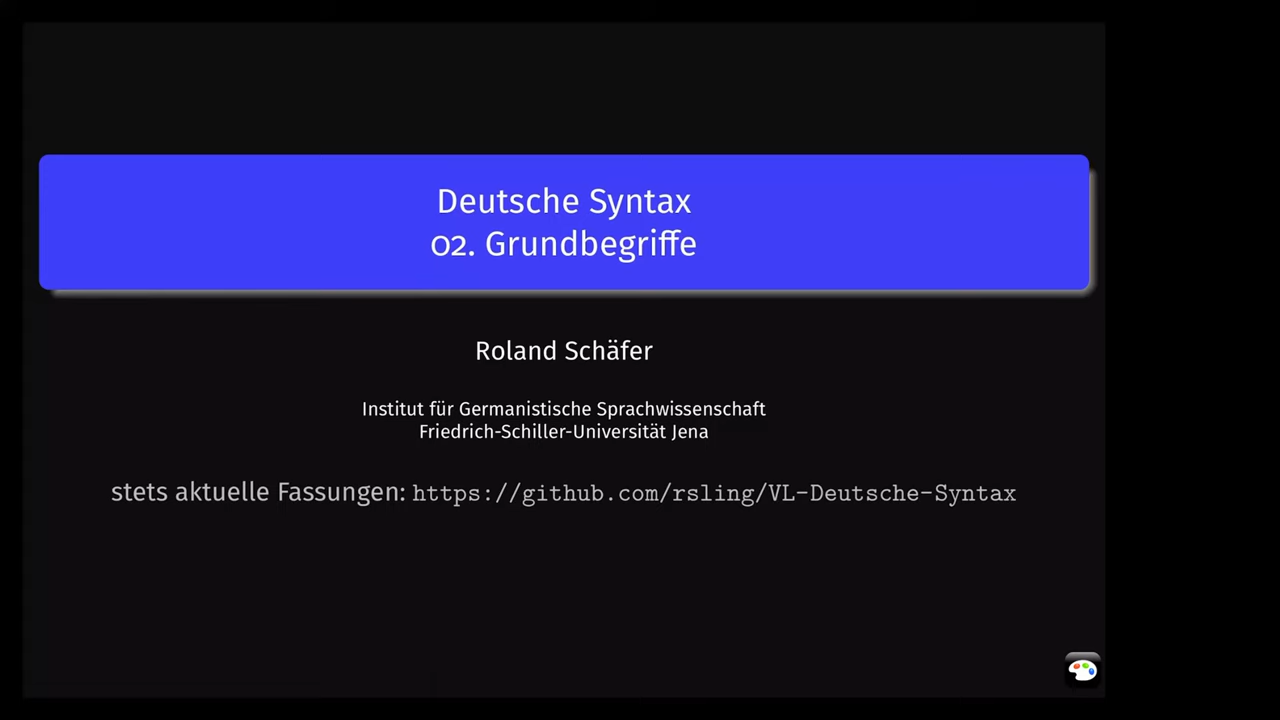 Deutsche Syntax
02. Grundbegriffe
Roland Schäfer
Institut für Germanistische Sprachwissenschaft
Friedrich-Schiller-Universität Jena
stets aktuelle Fassungen: https://github.com/rsling/VL-Deutsche-Syntax